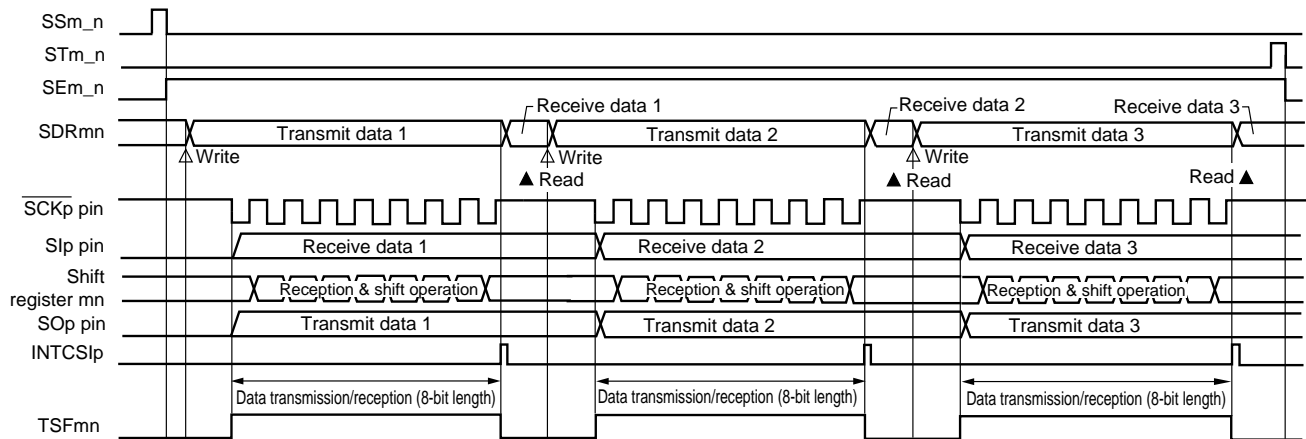 SSm_n
STm_n
SEm_n
Receive data 1
Receive data 2
Receive data 3
SDRmn
Transmit data 1
Transmit data 2
Transmit data 3
△ Write
△ Write
△ Write
▲ Read
▲ Read
Read ▲
SCKp pin
SIp pin
Receive data 1
Receive data 2
Receive data 3
Shift
register mn
Reception & shift operation
Reception & shift operation
Reception & shift operation
SOp pin
Transmit data 1
Transmit data 2
Transmit data 3
INTCSIp
Data transmission/reception (8-bit length)
Data transmission/reception (8-bit length)
Data transmission/reception (8-bit length)
TSFmn